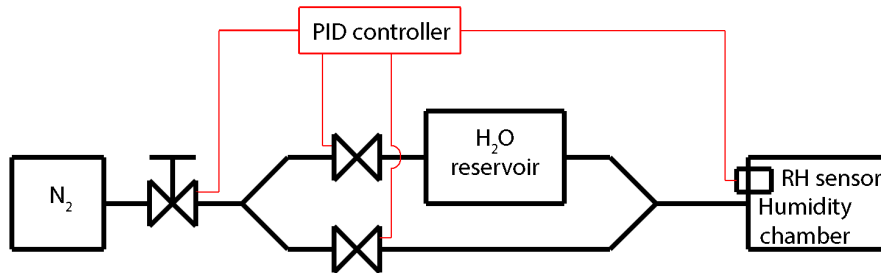 PID controller
H₂O
reservoir
N₂
RH sensor
Humidity
chamber